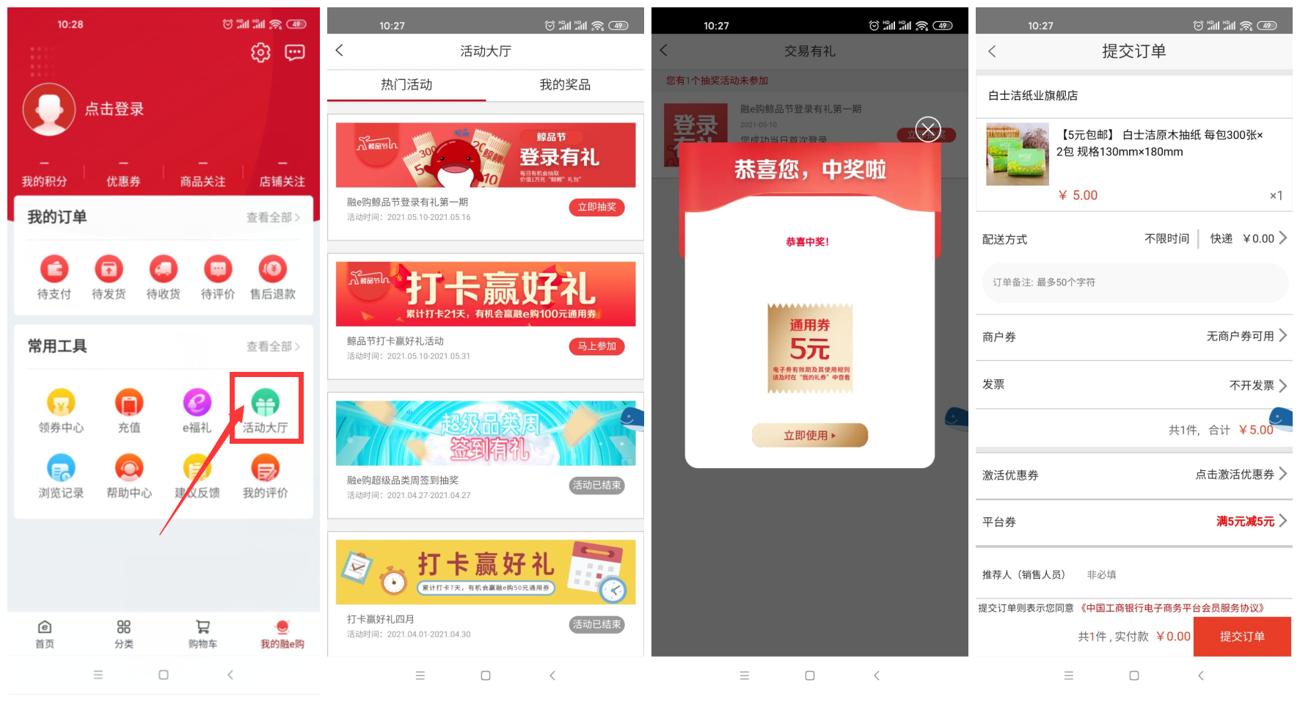 10:28
49
点击登录
我的积分
优惠券
商品关注
店铺关注
我的订单
查看全部
待支付
待发货
待收货
待评价
售后退款
常用工具
查看全部
领券中心
充值
e福礼
活动大厅
浏览记录
帮助中心
建议反馈
我的评价
首页
分类
购物车
我的融e购
10:27
49
活动大厅
热门活动
我的奖品
鲸品节
登录有礼
每日有机会抽取
价值1万元“鲸鲤”礼包
融e购鲸品节登录有礼第一期
活动时间：2021.05.10-2021.05.16
立即抽奖
打卡赢好礼
累计打卡21天，有机会赢融e购100元通用券
鲸品节打卡赢好礼活动
活动时间：2021.05.10-2021.05.31
马上参加
超级品类周
签到有礼
融e购超级品类周签到抽奖
活动时间：2021.04.27-2021.04.27
活动已结束
打卡赢好礼
累计打卡7天，有机会赢融e购50元通用券
打卡赢好礼四月
活动时间：2021.04.01-2021.04.30
活动已结束
10:27
49
交易有礼
您有1个抽奖活动未参加
登录
有礼
融e购鲸品节登录有礼第一期
2021-05-10
您成功当日首次登录
恭喜您，中奖啦
恭喜中奖！
通用券
5元
电子券有效期及其使用规则
请及时在“我的礼券”中查看
立即使用
10:27
49
提交订单
白士洁纸业旗舰店
【5元包邮】 白士洁原木抽纸 每包300张×
2包 规格130mm×180mm
￥ 5.00
×1
配送方式
不限时间
快递 ￥0.00
订单备注: 最多50个字符
商户券
无商户券可用
发票
不开发票
共1件, 合计 ￥5.00
激活优惠券
点击激活优惠券
平台券
满5元减5元
推荐人（销售人员）
非必填
提交订单则表示您同意《中国工商银行电子商务平台会员服务协议》
共1件 , 实付款 ￥0.00
提交订单